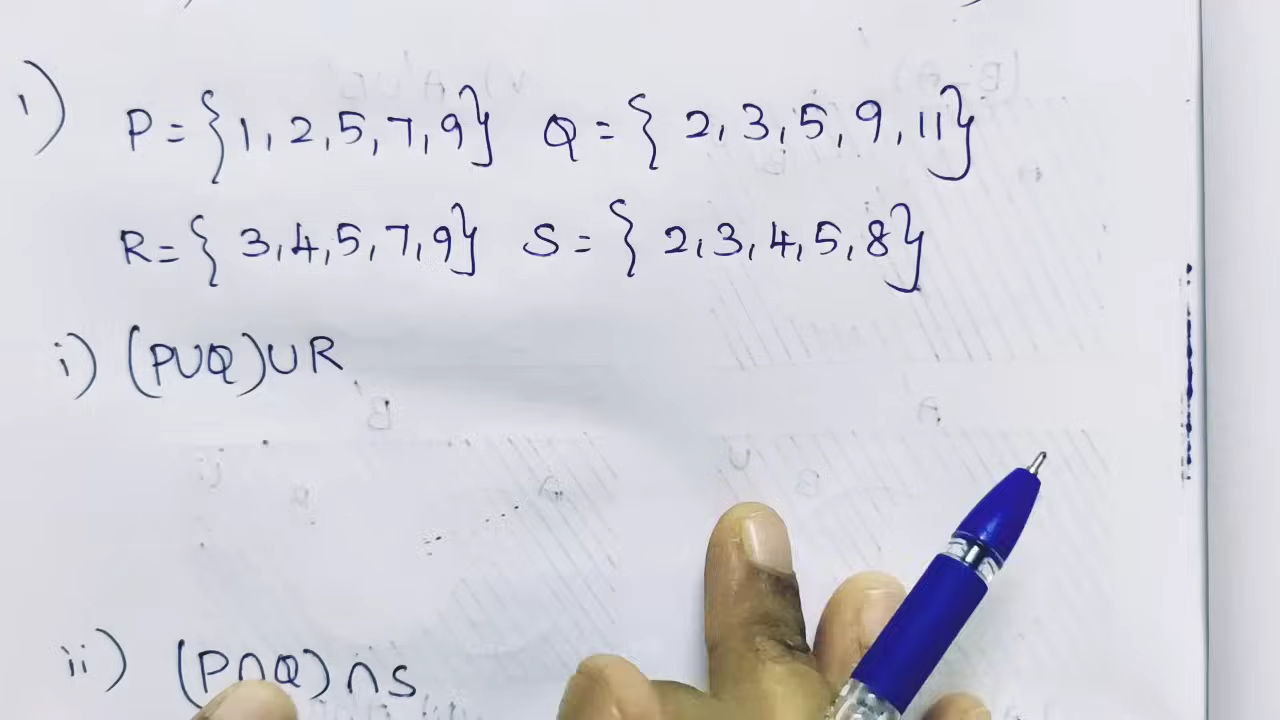 1) P = {1, 2, 5, 7, 9} Q = { 2, 3, 5, 9, 11}
R = { 3, 4, 5, 7, 9} S = { 2, 3, 4, 5, 8}
i) (P∪Q)∪R
ii) (P∩Q)∩S